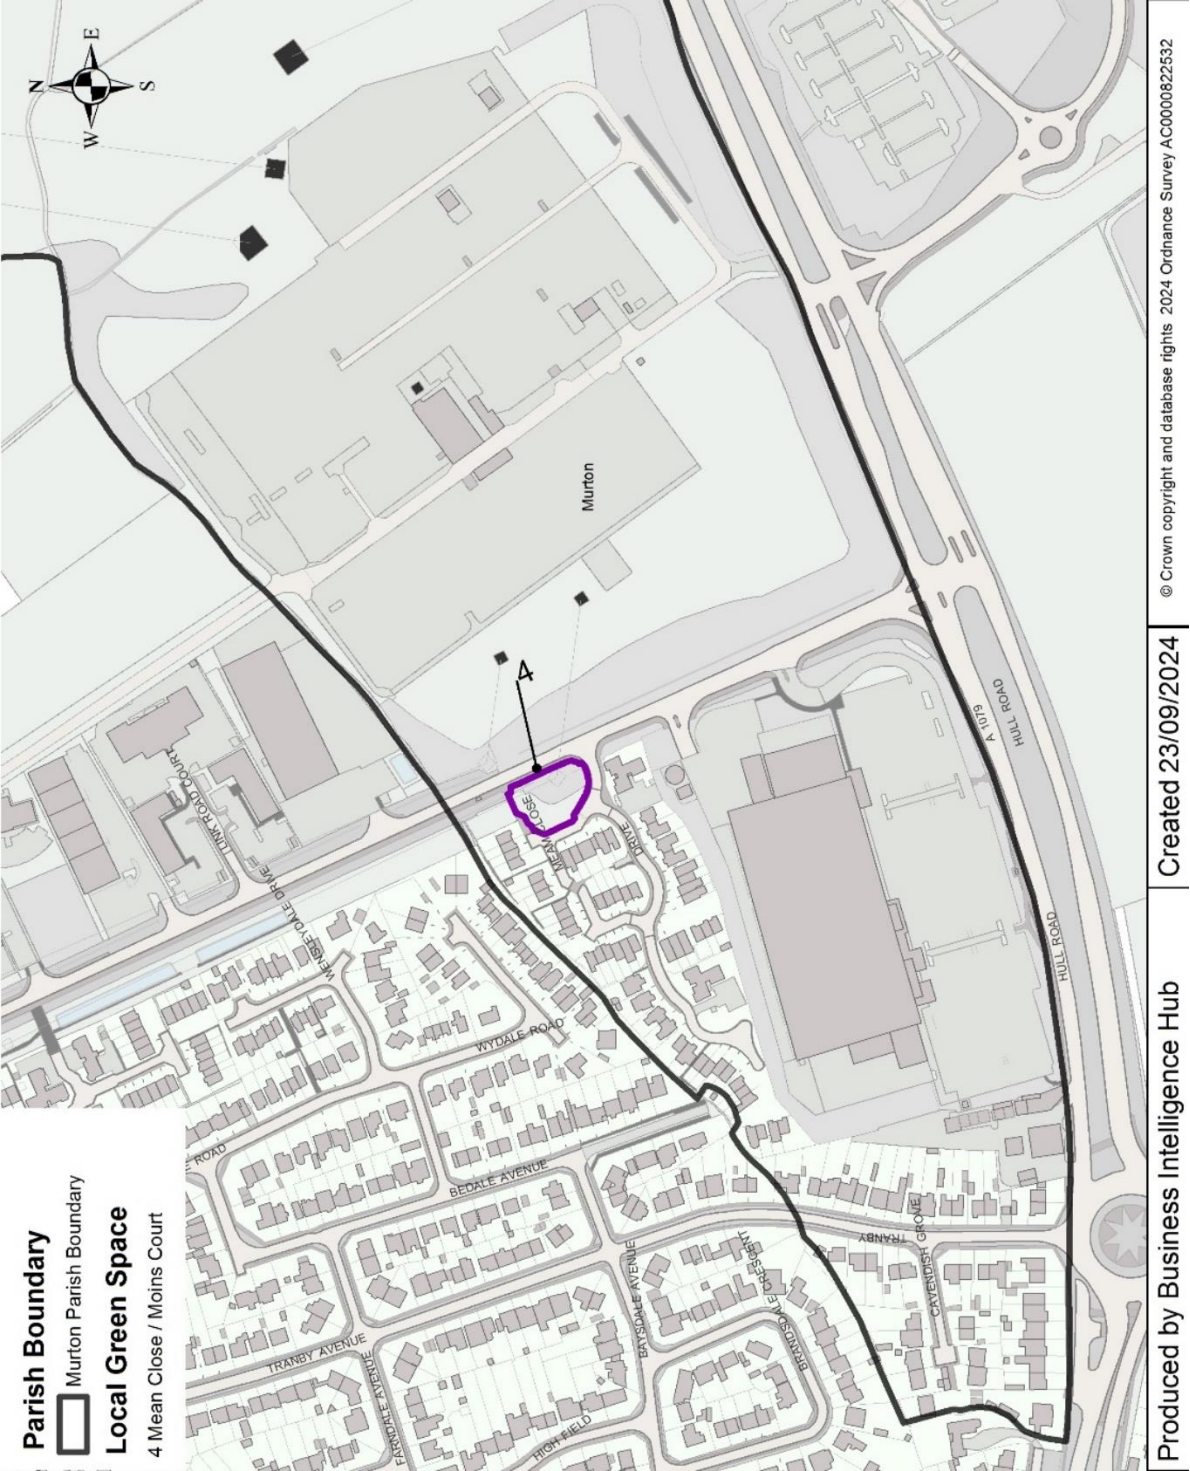 Parish Boundary
Murton Parish Boundary
Local Green Space
4 Mean Close / Moins Court
N
E
S
W
LINK ROAD COURT
WENSLEYDALE DRIVE
WYDALE ROAD
E ROAD
BEDALE AVENUE
TRANBY AVENUE
FARNDALE AVENUE
HIGH FIELD
BAYSDALE AVENUE
BRANDSDALE CRESCENT
TRANBY
CAVENDISH GROVE
MEAM CLOSE
DRIVE
4
Murton
A 1079
HULL ROAD
HULL ROAD
Produced by Business Intelligence Hub
Created 23/09/2024
© Crown copyright and database rights 2024 Ordnance Survey AC0000822532